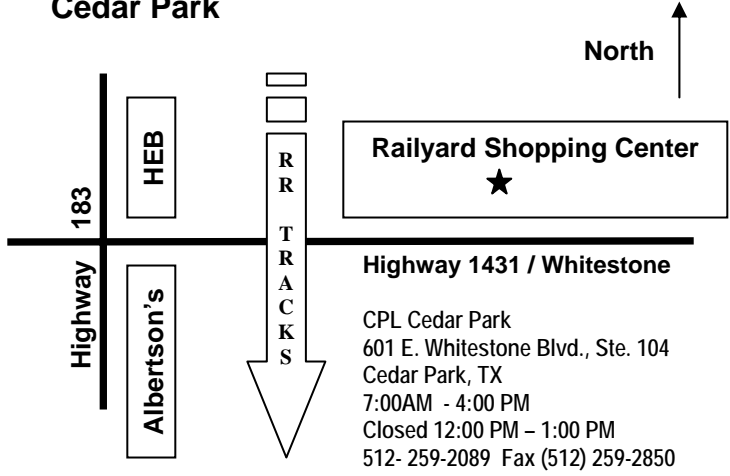 Cedar Park
North
Railyard Shopping Center
HEB
RR TRACKS
Highway 183
Albertson's
Highway 1431 / Whitestone
CPL Cedar Park
601 E. Whitestone Blvd., Ste. 104
Cedar Park, TX
7:00AM - 4:00 PM
Closed 12:00 PM – 1:00 PM
512- 259-2089 Fax (512) 259-2850